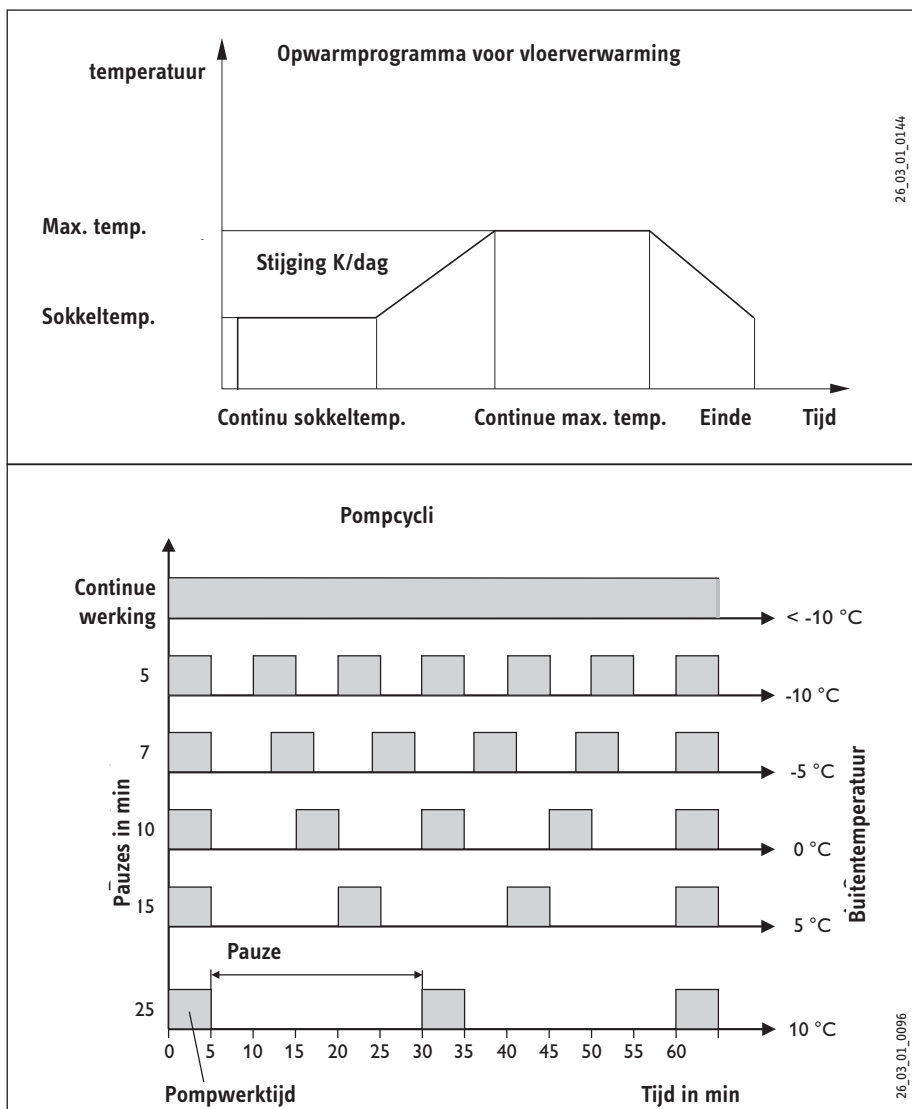 Opwarmprogramma voor vloerverwarming
temperatuur
26_03_01_0144
Max. temp.
Stijging K/dag
Sokkeltemp.
Continu sokkeltemp. Continue max. temp. Einde Tijd
Pompcycli
Continue
werking
< -10 °C
5
-10 °C
7
-5 °C
Pauzes in min
Buitentemperatuur
10
0 °C
15
5 °C
Pauze
25
10 °C
0 5 10 15 20 25 30 35 40 45 50 55 60
Pompwerktijd Tijd in min
26_03_01_0096